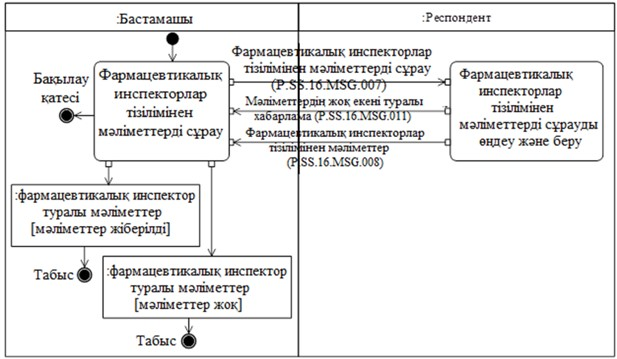 :Бастамашы
:Респондент
Бақылау
қатесі
Фармацевтикалық
инспекторлар
тізілімінен
мәліметтерді сұрау
Фармацевтикалық инспекторлар
тізілімінен мәліметтерді сұрау
(P.SS.16.MSG.007)
Мәліметтердің жоқ екені туралы
хабарлама (P.SS.16.MSG.011)
Фармацевтикалық инспекторлар
тізілімінен мәліметтер
(P.SS.16.MSG.008)
Фармацевтикалық
инспекторлар
тізілімінен
мәліметтерді сұрауды
өңдеу және беру
:фармацевтикалық инспектор
туралы мәліметтер
[мәліметтер жіберілді]
Табыс
:фармацевтикалық инспектор
туралы мәліметтер
[мәліметтер жоқ]
Табыс